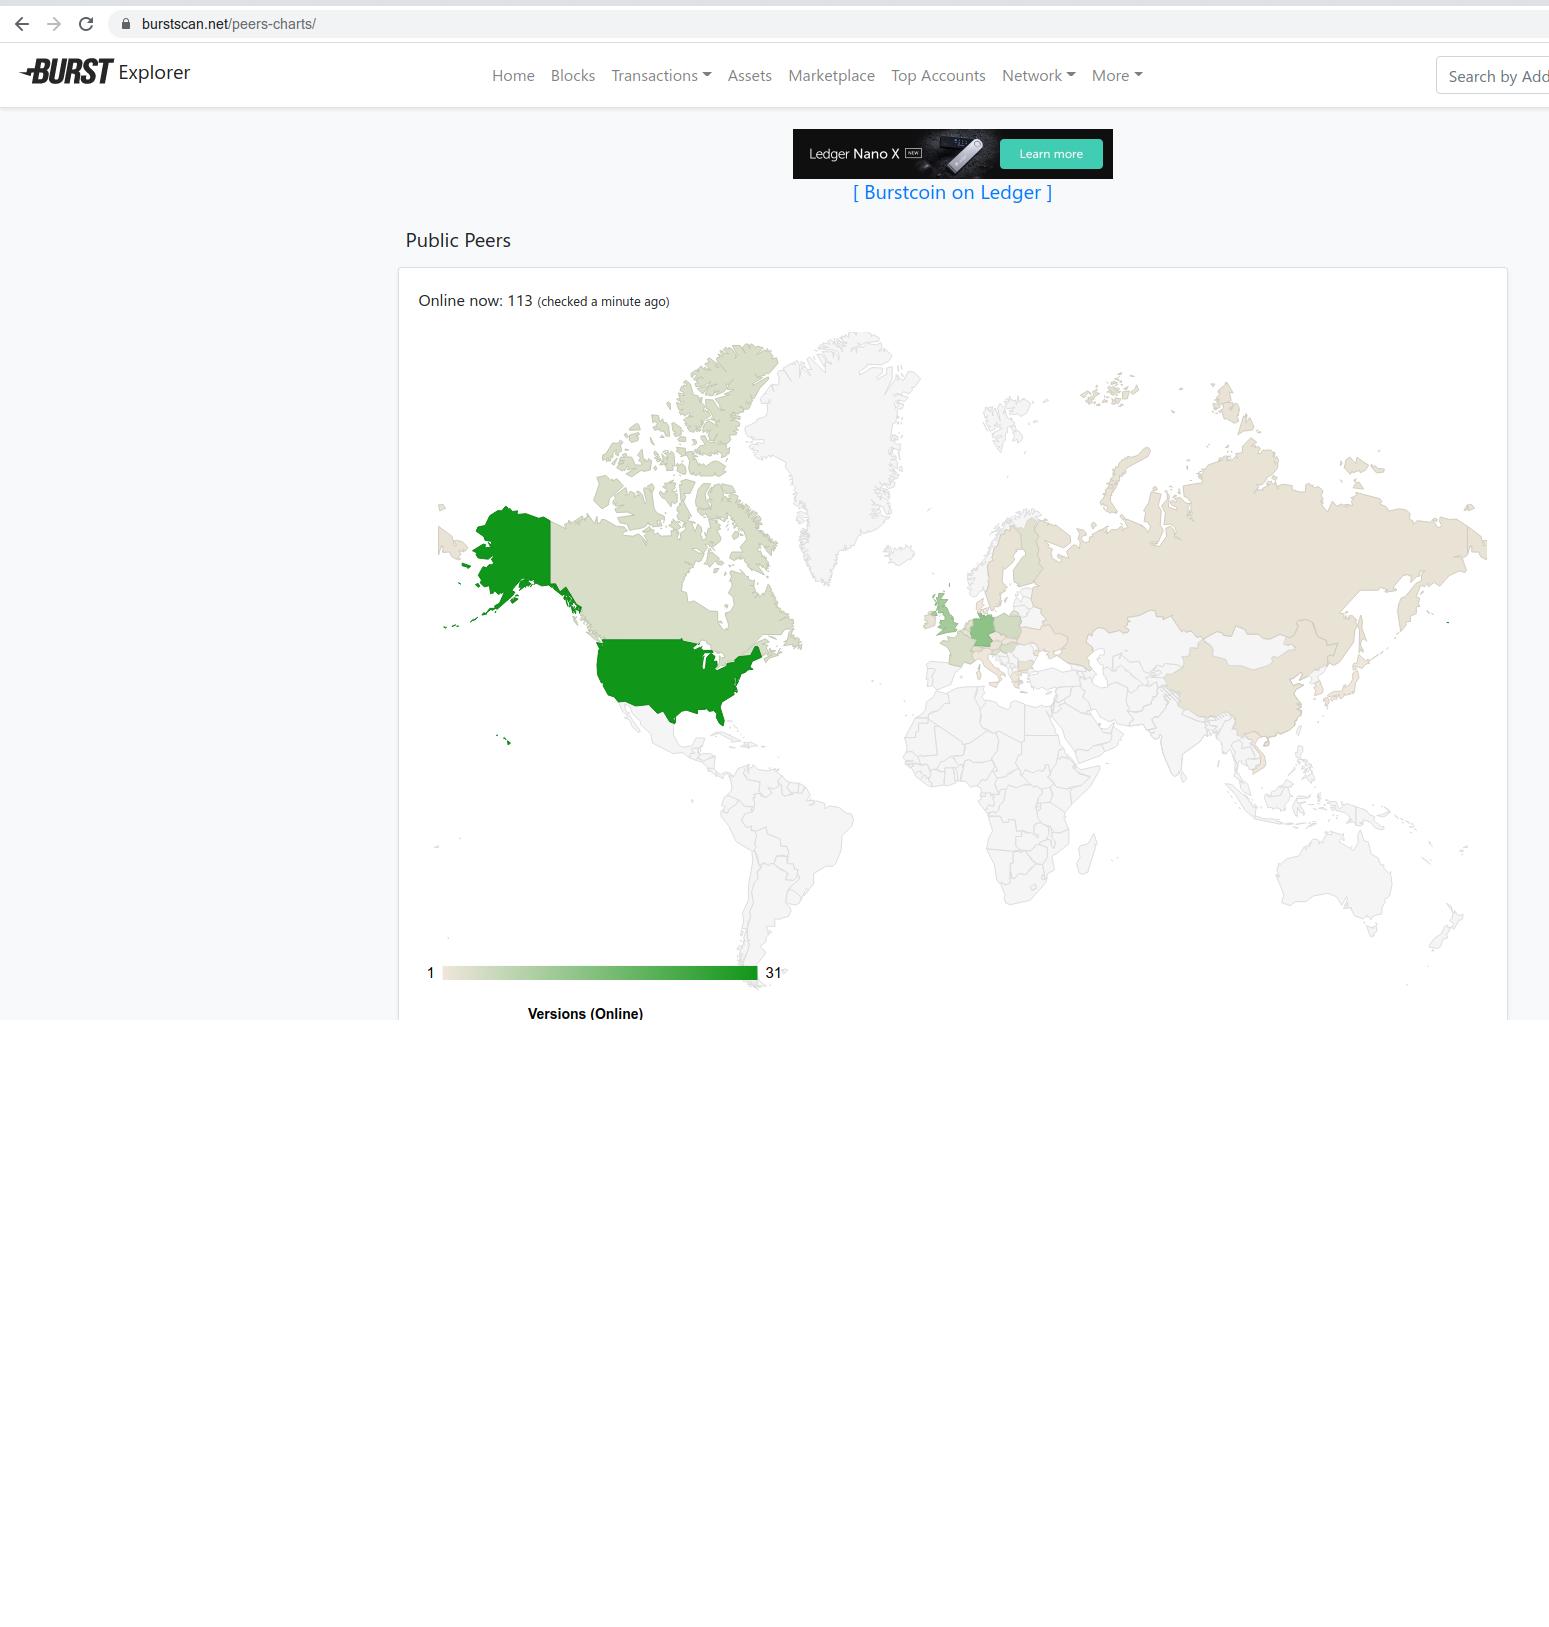 burstscan.net/peers-charts/
BURST Explorer
Home Blocks Transactions Assets Marketplace Top Accounts Network More
Search by Add
Ledger Nano X NEW Learn more
[ Burstcoin on Ledger ]
Public Peers
Online now: 113 (checked a minute ago)
1 31
Versions (Online)